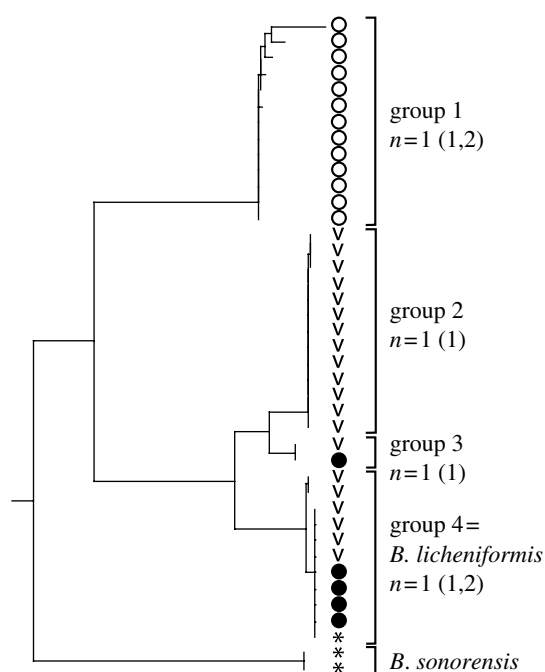 group 1
n=1 (1,2)
V
V
V
V
V
V
V
V
V
V
V
V
V
group 2
n=1 (1)
V
group 3
n=1 (1)
V
V
V
V
V
V
group 4=
B. licheniformis
n=1 (1,2)
*
*
*
B. sonorensis